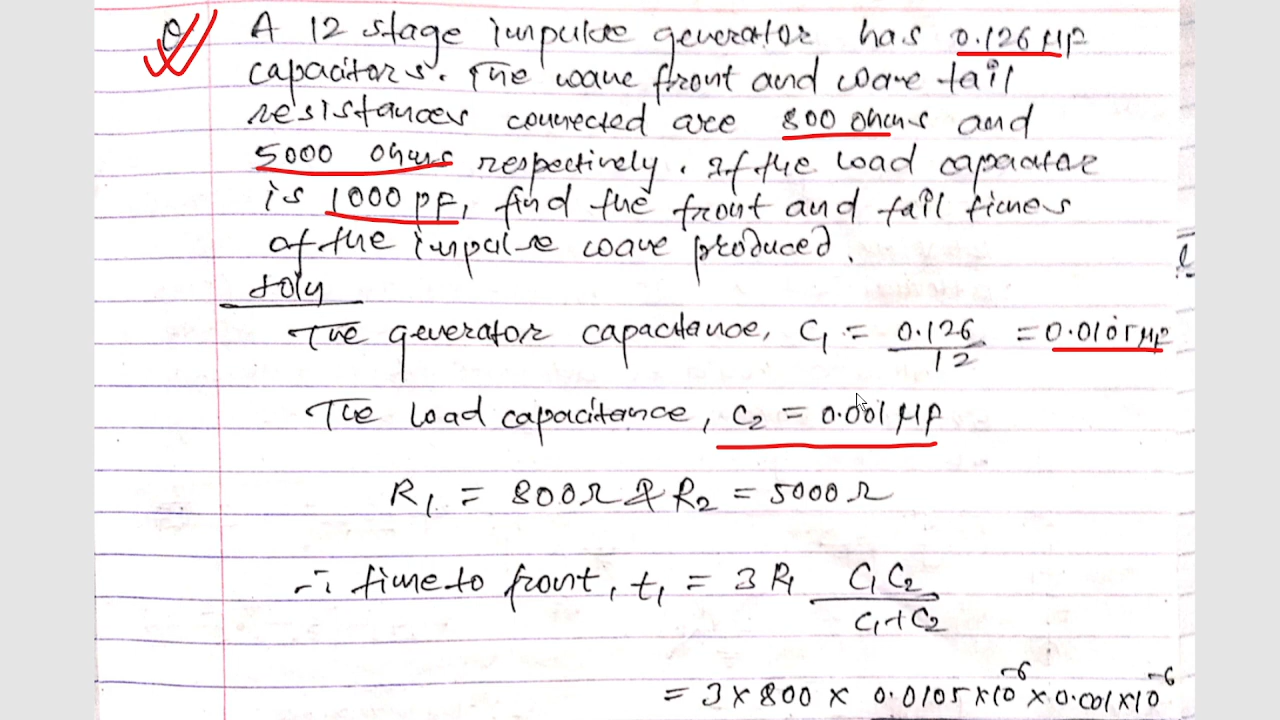 Q A 12 stage impulse generator has 0.126 μF
capacitors. The wave front and wave tail
resistances connected are 800 ohms and
5000 ohms respectively. If the load capacitor
is 1000 pF, find the front and tail times
of the impulse wave produced.
Soln
The generator capacitance, C₁ = 0.126/12 = 0.0105 μF
The Load capacitance, C₂ = 0.001 μF
R₁ = 800 Ω & R₂ = 5000 Ω
∴ time to front, t₁ = 3 R₁ C₁C₂/C₁+C₂
= 3 × 800 × 0.0105×10⁻⁶ × 0.001×10⁻⁶